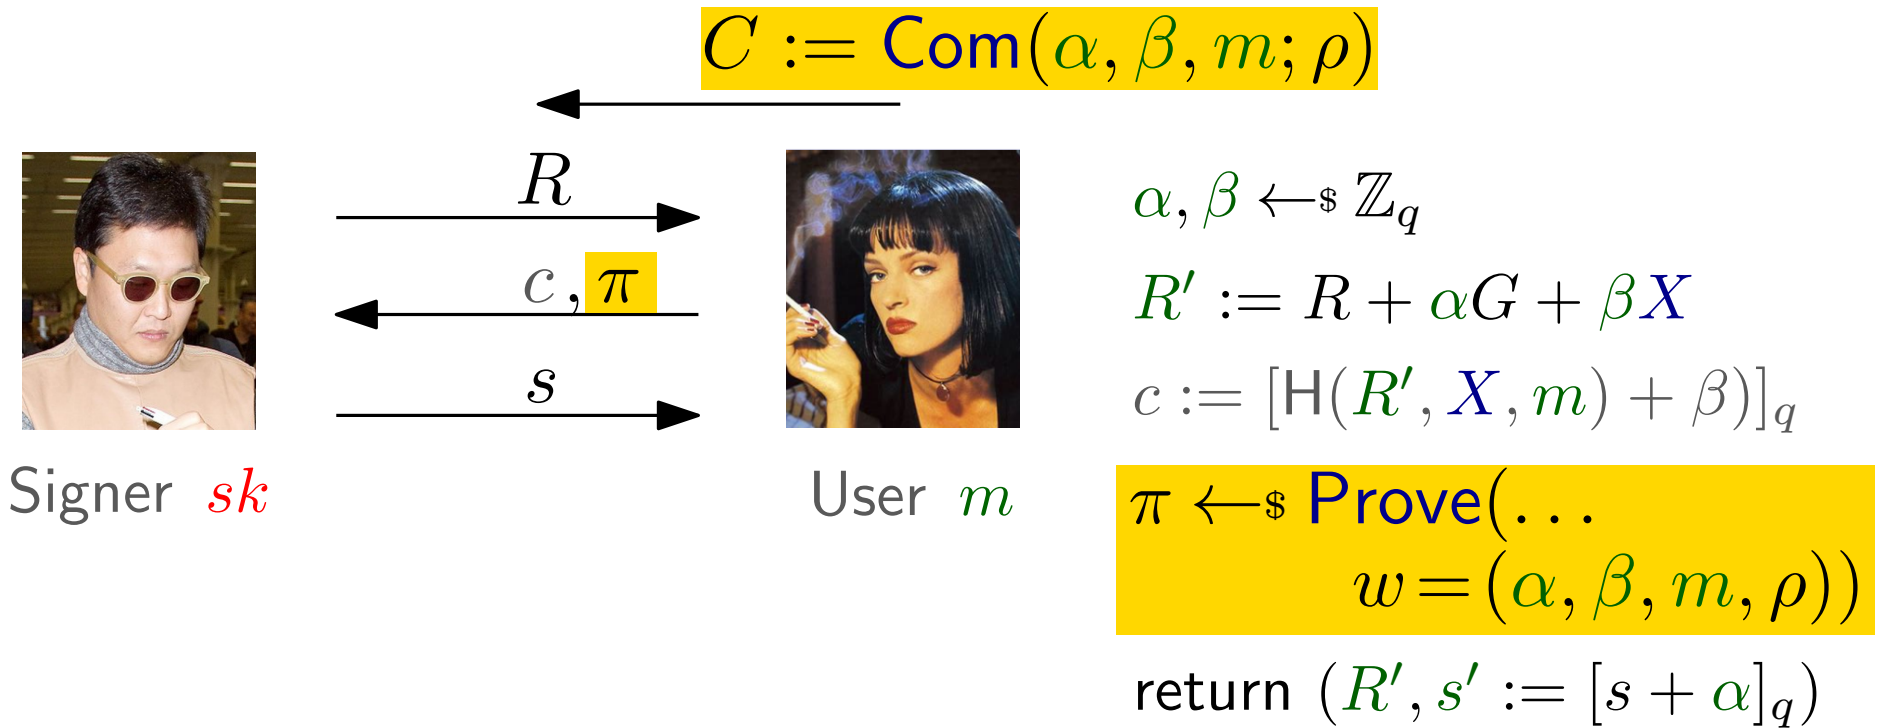 C := Com(α, β, m; ρ)
R
c, π
s
Signer sk
User m
α, β ←$ ℤ_q
R′ := R + αG + βX
c := [H(R′, X, m) + β)]_q
π ←$ Prove(…
w = (α, β, m, ρ))
return (R′, s′ := [s + α]_q)